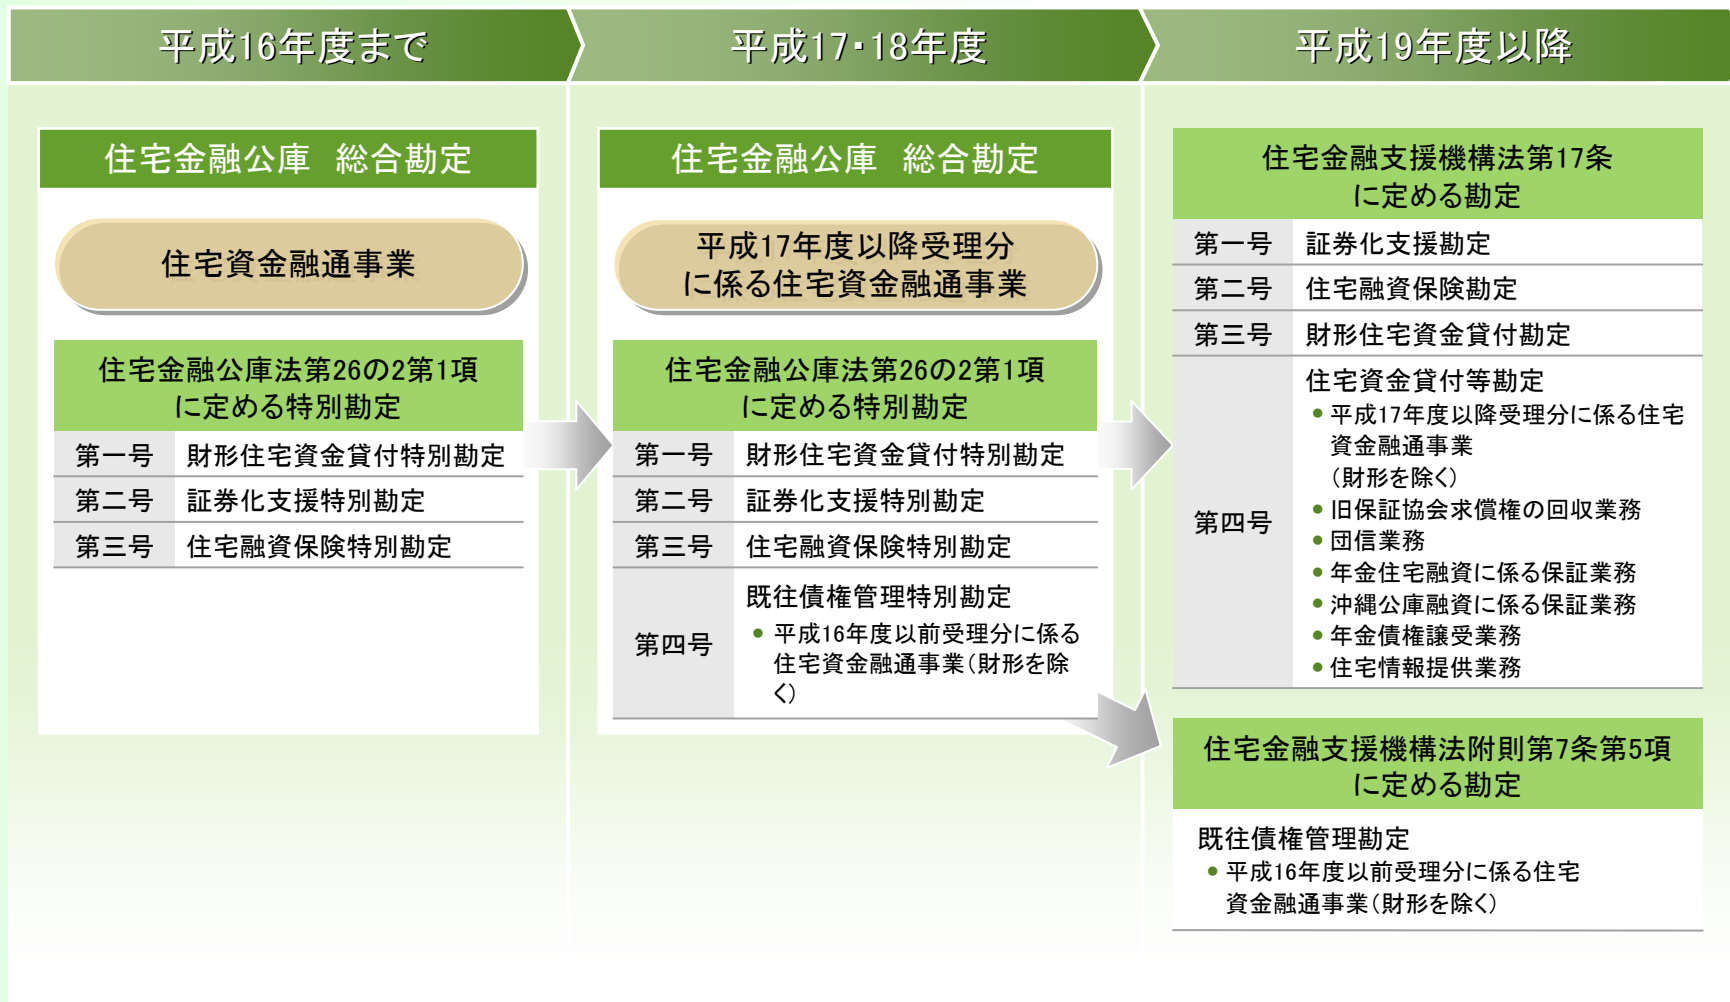 平成16年度まで
平成17・18年度
平成19年度以降
住宅金融公庫　総合勘定
住宅資金融通事業
住宅金融公庫法第26の2第1項
に定める特別勘定
第一号 財形住宅資金貸付特別勘定
第二号 証券化支援特別勘定
第三号 住宅融資保険特別勘定
住宅金融公庫　総合勘定
平成17年度以降受理分
に係る住宅資金融通事業
住宅金融公庫法第26の2第1項
に定める特別勘定
第一号 財形住宅資金貸付特別勘定
第二号 証券化支援特別勘定
第三号 住宅融資保険特別勘定
第四号 既往債権管理特別勘定
● 平成16年度以前受理分に係る
住宅資金融通事業（財形を除
く）
住宅金融支援機構法第17条
に定める勘定
第一号 証券化支援勘定
第二号 住宅融資保険勘定
第三号 財形住宅資金貸付勘定
第四号 住宅資金貸付等勘定
● 平成17年度以降受理分に係る住宅
資金融通事業
（財形を除く）
● 旧保証協会求償権の回収業務
● 団信業務
● 年金住宅融資に係る保証業務
● 沖縄公庫融資に係る保証業務
● 年金債権譲受業務
● 住宅情報提供業務
住宅金融支援機構法附則第7条第5項
に定める勘定
既往債権管理勘定
● 平成16年度以前受理分に係る住宅
資金融通事業（財形を除く）